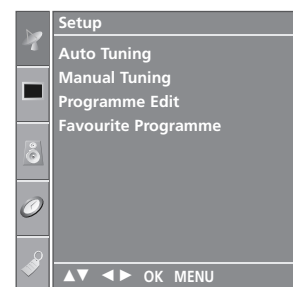 Setup
Auto Tuning
Manual Tuning
Programme Edit
Favourite Programme
▲▼ ◄► OK MENU